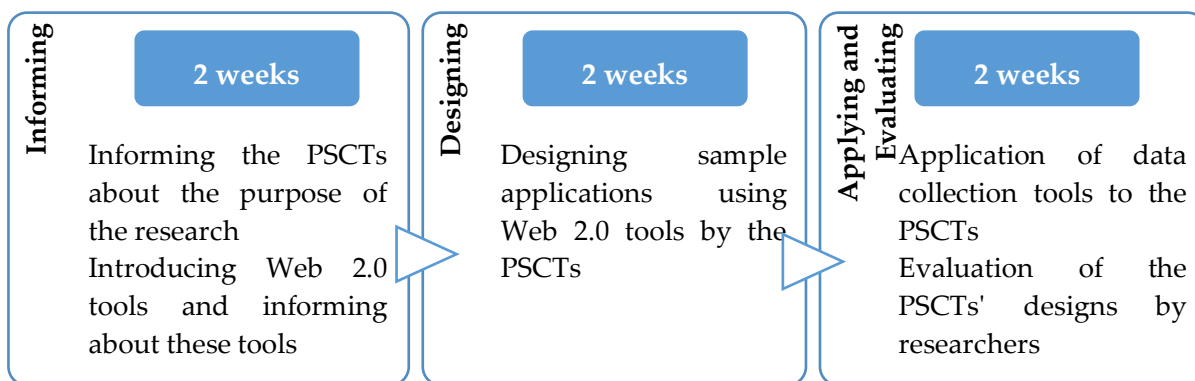 Informing
2 weeks
Informing the PSCTs
about the purpose of
the research
Introducing Web 2.0
tools and informing
about these tools
Designing
2 weeks
Designing sample
applications using
Web 2.0 tools by the
PSCTs
Applying and
Evaluating
2 weeks
Application of data
collection tools to the
PSCTs
Evaluation of the
PSCTs' designs by
researchers